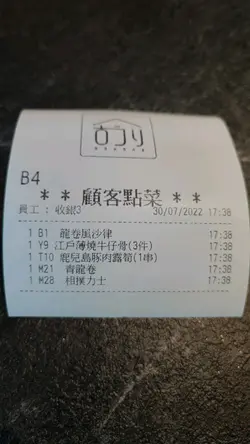 B4
* * 顧客點菜 * *
員工 : 收銀3 30/07/2022 17:38
1 B1 龍卷風沙律 17:38
1 Y9 江戶薄燒牛仔骨(3件) 17:38
1 T10 鹿兒島豚肉露筍(1串) 17:38
1 M21 青龍卷 17:38
1 M28 相撲力士 17:38